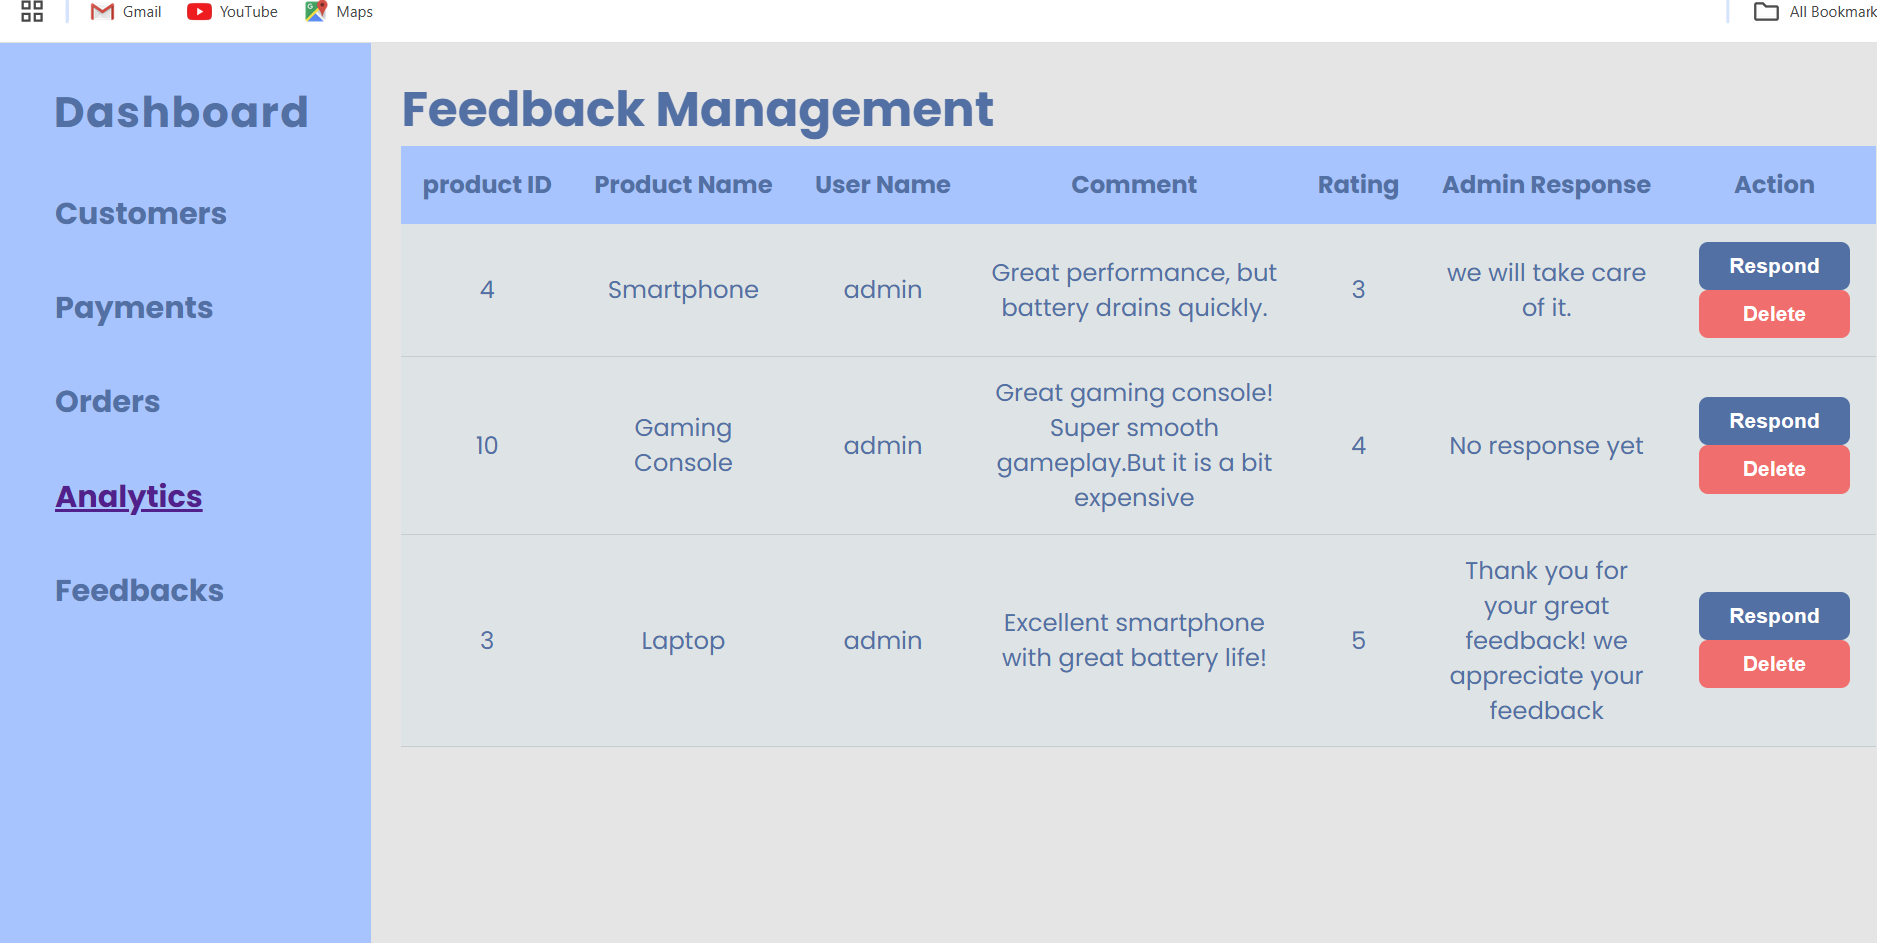 Gmail
YouTube
Maps
All Bookmark
Dashboard
Customers
Payments
Orders
Analytics
Feedbacks
Feedback Management
product ID
Product Name
User Name
Comment
Rating
Admin Response
Action
4
Smartphone
admin
Great performance, but
battery drains quickly.
3
we will take care
of it.
Respond
Delete
10
Gaming
Console
admin
Great gaming console!
Super smooth
gameplay.But it is a bit
expensive
4
No response yet
Respond
Delete
3
Laptop
admin
Excellent smartphone
with great battery life!
5
Thank you for
your great
feedback! we
appreciate your
feedback
Respond
Delete